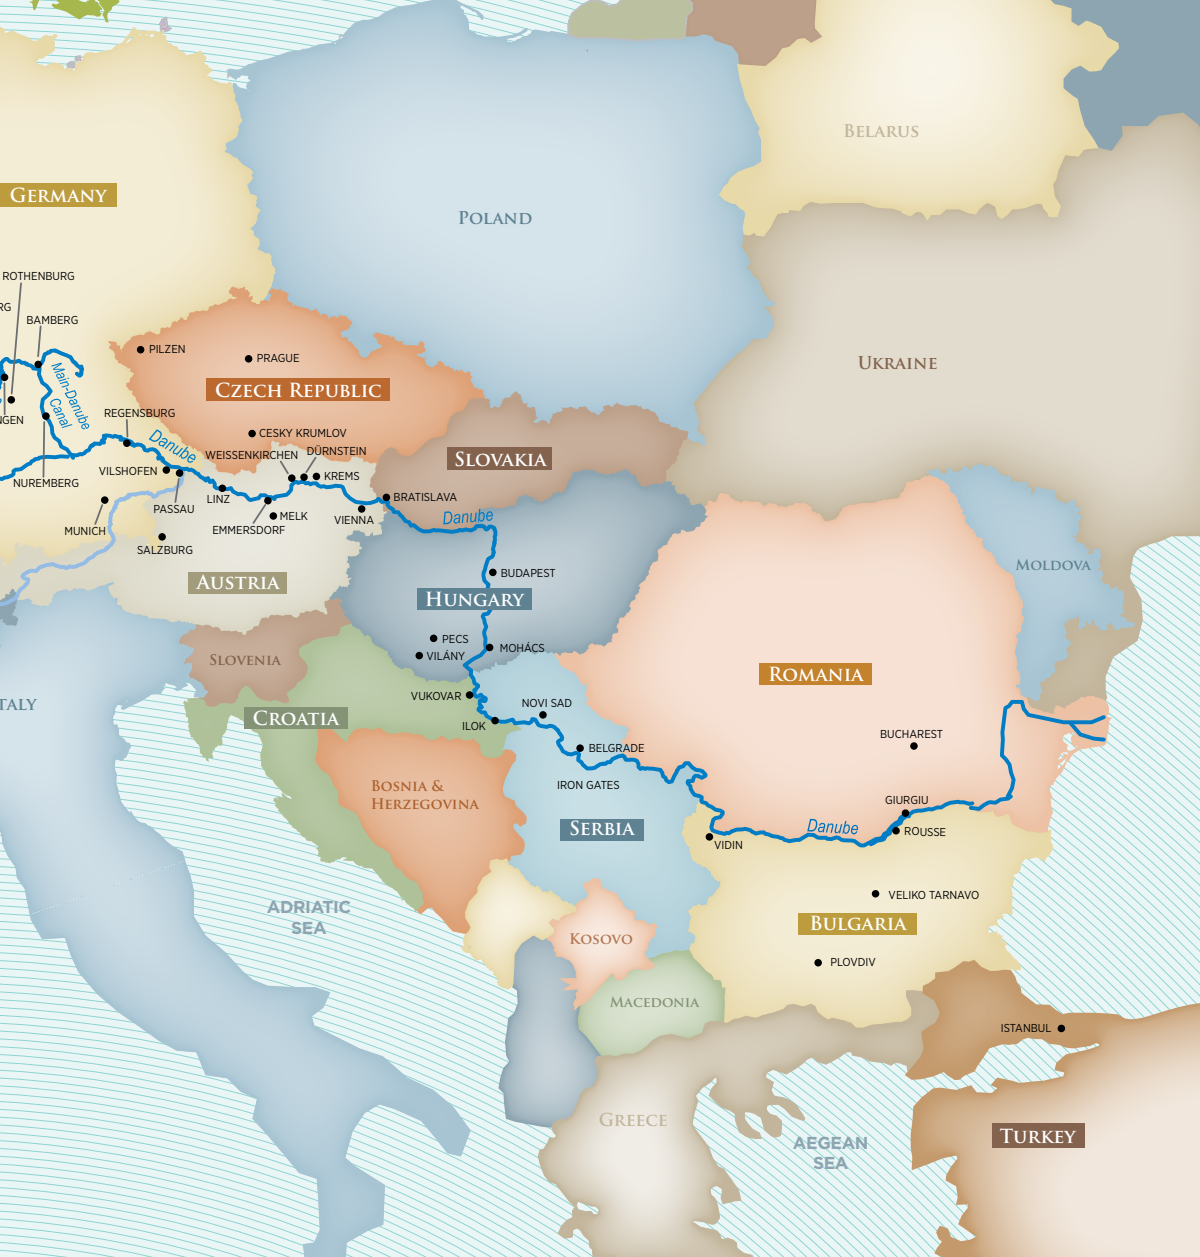 BELARUS
GERMANY
POLAND
ROTHENBURG
RG
BAMBERG
PILZEN
PRAGUE
UKRAINE
CZECH REPUBLIC
Main-Danube
Canal
NGEN
REGENSBURG
CESKY KRUMLOV
Danube
WEISSENKIRCHEN
DÜRNSTEIN
SLOVAKIA
VILSHOFEN
KREMS
NUREMBERG
LINZ
BRATISLAVA
PASSAU
MELK
VIENNA
Danube
MUNICH
EMMERSDORF
SALZBURG
MOLDOVA
AUSTRIA
BUDAPEST
HUNGARY
PECS
MOHÁCS
VILÁNY
SLOVENIA
ROMANIA
VUKOVAR
TALY
NOVI SAD
CROATIA
ILOK
BUCHAREST
BELGRADE
BOSNIA &
HERZEGOVINA
IRON GATES
GIURGIU
SERBIA
Danube
ROUSSE
VIDIN
VELIKO TARNAVO
ADRIATIC
SEA
BULGARIA
KOSOVO
PLOVDIV
MACEDONIA
ISTANBUL
GREECE
TURKEY
AEGEAN
SEA